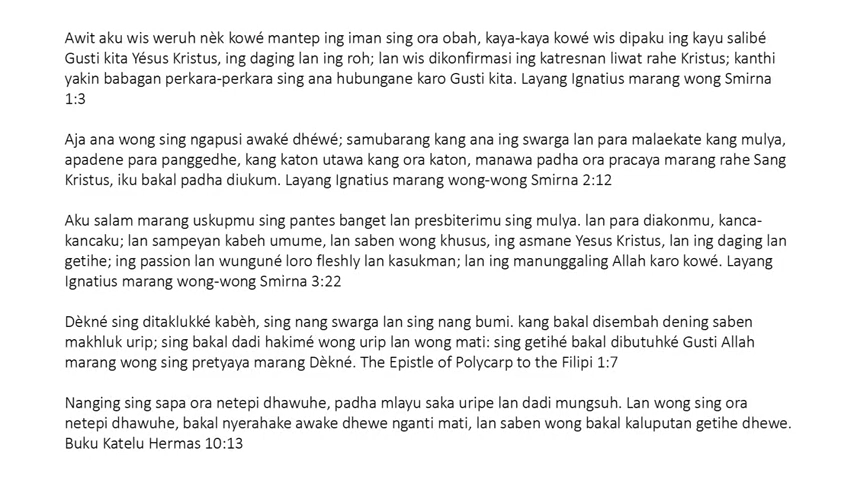 Awit aku wis weruh nèk kowé mantep ing iman sing ora obah, kaya-kaya kowé wis dipaku ing kayu salibé
Gusti kita Yésus Kristus, ing daging lan ing roh; lan wis dikonfirmasi ing katresnan liwat rahe Kristus; kanthi
yakin babagan perkara-perkara sing ana hubungane karo Gusti kita. Layang Ignatius marang wong Smirna
1:3
Aja ana wong sing ngapusi awaké dhéwé; samubarang kang ana ing swarga lan para malaekate kang mulya,
apadene para panggedhe, kang katon utawa kang ora katon, manawa padha ora pracaya marang rahe Sang
Kristus, iku bakal padha diukum. Layang Ignatius marang wong-wong Smirna 2:12
Aku salam marang uskupmu sing pantes banget lan presbiterimu sing mulya. lan para diakonmu, kanca-
kancaku; lan sampeyan kabeh umume, lan saben wong khusus, ing asmane Yesus Kristus, lan ing daging lan
getihe; ing passion lan wunguné loro fleshly lan kasukman; lan ing manunggaling Allah karo kowé. Layang
Ignatius marang wong-wong Smirna 3:22
Dèkné sing ditaklukké kabèh, sing nang swarga lan sing nang bumi. kang bakal disembah dening saben
makhluk urip; sing bakal dadi hakimé wong urip lan wong mati: sing getihé bakal dibutuhké Gusti Allah
marang wong sing pretyaya marang Dèkné. The Epistle of Polycarp to the Filipi 1:7
Nanging sing sapa ora netepi dhawuhe, padha mlayu saka uripe lan dadi mungsuh. Lan wong sing ora
netepi dhawuhe, bakal nyerahake awake dhewe nganti mati, lan saben wong bakal kaluputan getihe dhewe.
Buku Katelu Hermas 10:13